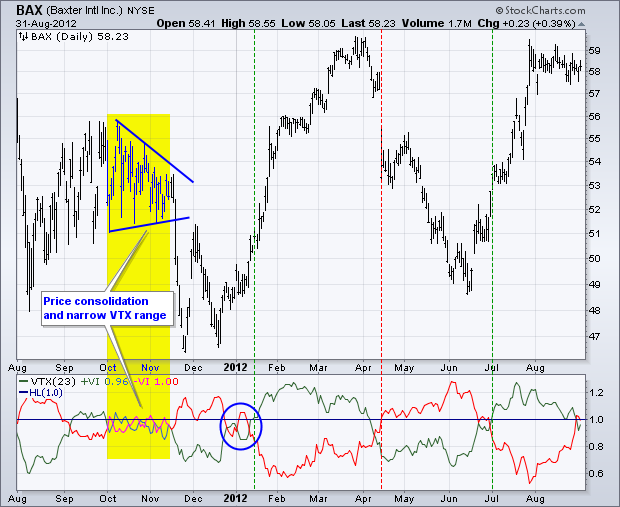 BAX (Baxter Intl Inc.) NYSE © StockCharts.com
31-Aug-2012 Open 58.41 High 58.55 Low 58.05 Last 58.23 Volume 1.7M Chg +0.23 (+0.39%)
BAX (Daily) 58.23
59
58
57
56
55
54
53
52
51
50
49
47
Price consolidation
and narrow VTX range
Aug Sep Oct Nov Dec 2012 Feb Mar Apr May Jun Jul Aug
VTX(23) +VI 0.96 -VI 1.00
HL(1.0)
1.2
1.0
0.8
0.6
Aug Sep Oct Nov Dec 2012 Feb Mar Apr May Jun Jul Aug